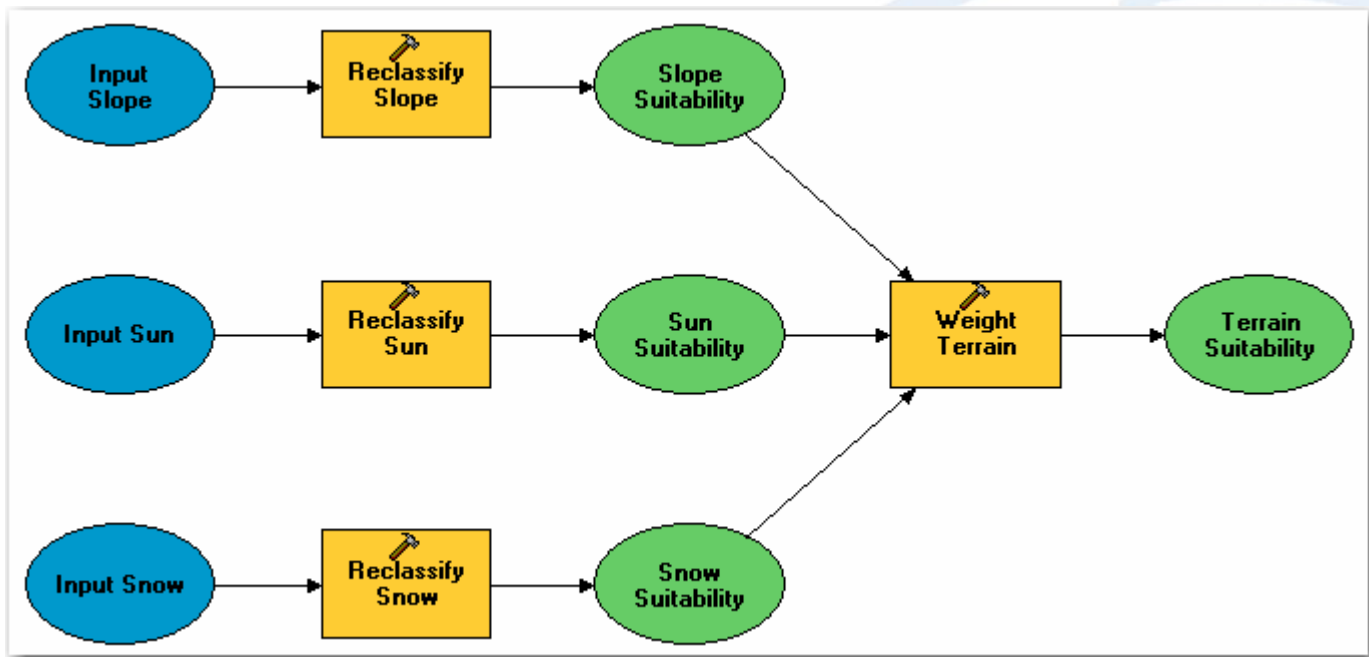 Input
Slope
Reclassify
Slope
Slope
Suitability
Input Sun
Reclassify
Sun
Sun
Suitability
Weight
Terrain
Terrain
Suitability
Input Snow
Reclassify
Snow
Snow
Suitability